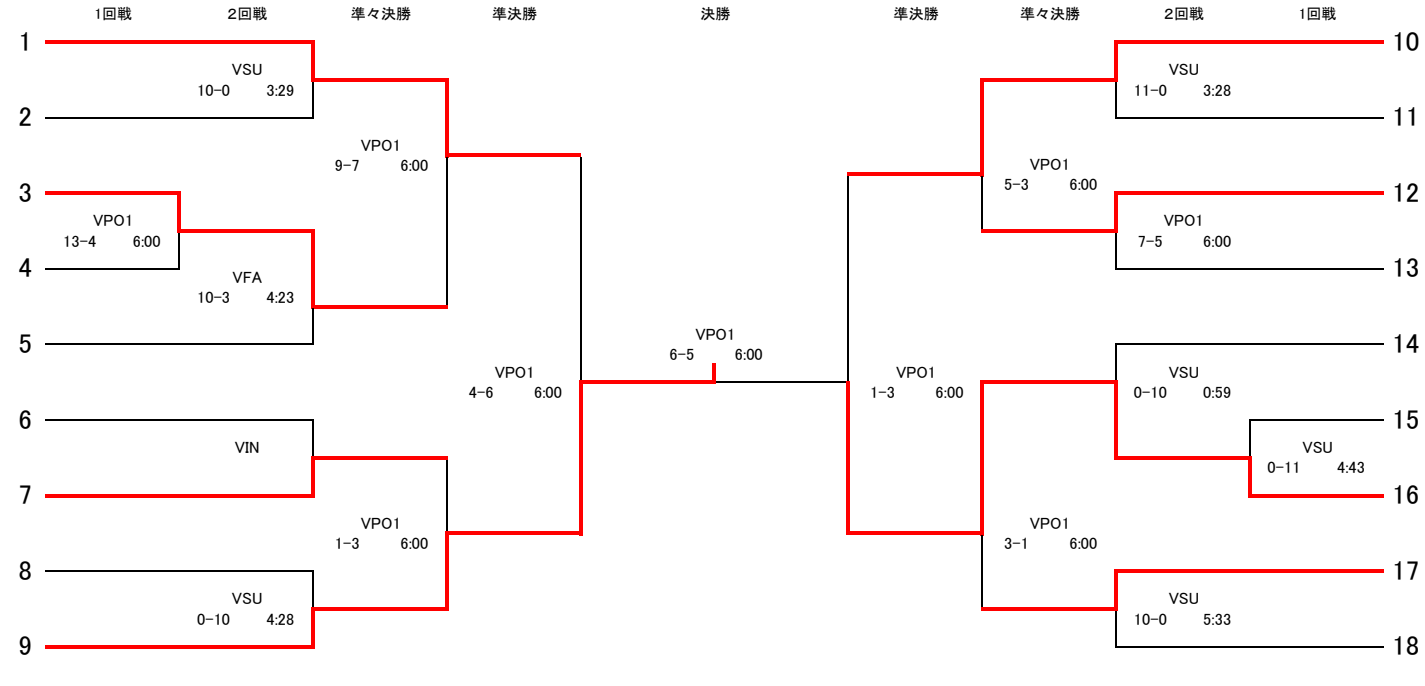 1回戦 2回戦 準々決勝 準決勝 決勝 準決勝 準々決勝 2回戦 1回戦
1 10
VSU VSU
10-0 3:29 11-0 3:28
2 11
VPO1
9-7 6:00
VPO1
5-3 6:00
3 12
VPO1 VPO1
13-4 6:00 7-5 6:00
4 13
VFA
10-3 4:23
VPO1
6-5 6:00
5 14
VPO1 VPO1 VSU
4-6 6:00 1-3 6:00 0-10 0:59
6 15
VIN VSU
0-11 4:43
7 16
VPO1 VPO1
1-3 6:00 3-1 6:00
8 17
VSU VSU
0-10 4:28 10-0 5:33
9 18